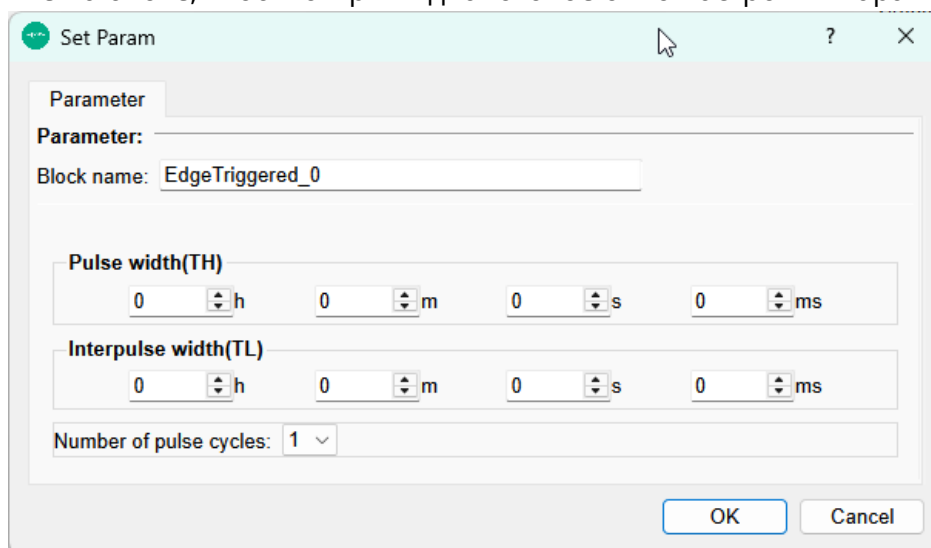 Set Param
?
Parameter
Parameter:
Block name: EdgeTriggered_0
Pulse width(TH)
0 h 0 m 0 s 0 ms
Interpulse width(TL)
0 h 0 m 0 s 0 ms
Number of pulse cycles: 1
OK Cancel